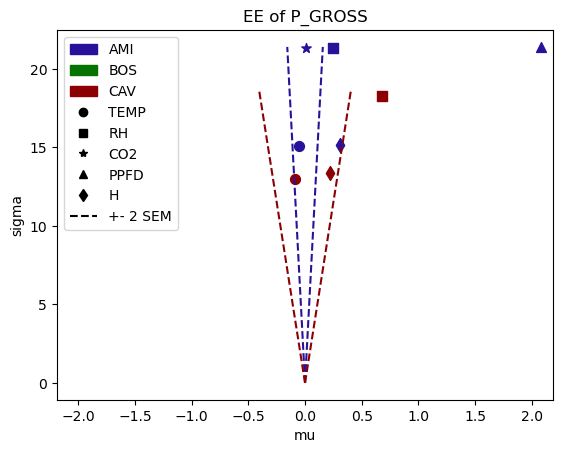 EE of P_GROSS
AMI
BOS
CAV
TEMP
RH
CO2
PPFD
H
+- 2 SEM
sigma
20
15
10
5
0
−2.0 −1.5 −1.0 −0.5 0.0 0.5 1.0 1.5 2.0
mu